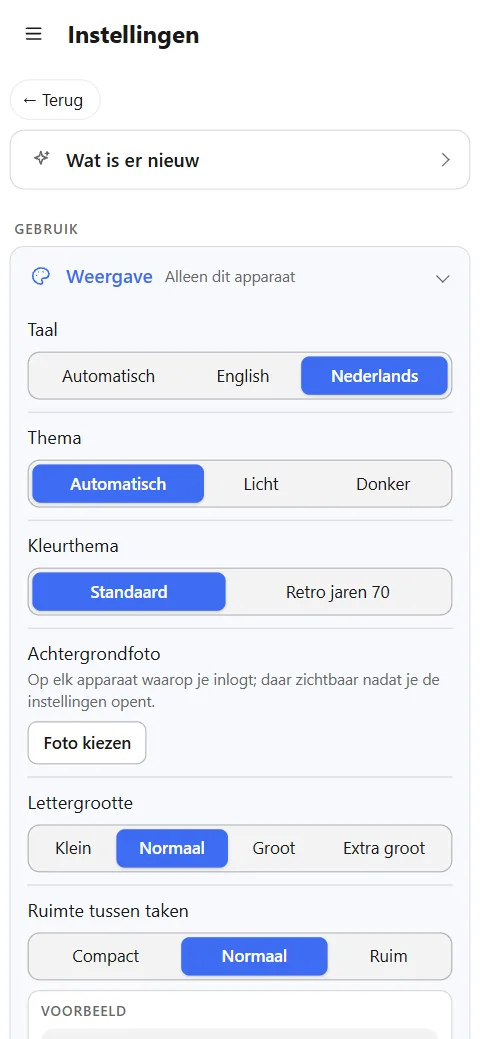 Instellingen
← Terug
Wat is er nieuw
GEBRUIK
Weergave Alleen dit apparaat
Taal
Automatisch English Nederlands
Thema
Automatisch Licht Donker
Kleurthema
Standaard Retro jaren 70
Achtergrondfoto
Op elk apparaat waarop je inlogt; daar zichtbaar nadat je de
instellingen opent.
Foto kiezen
Lettergrootte
Klein Normaal Groot Extra groot
Ruimte tussen taken
Compact Normaal Ruim
VOORBEELD